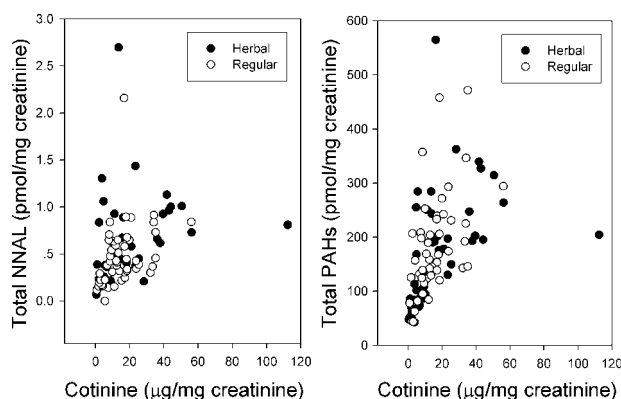 Total NNAL (pmol/mg creatinine)
3.0
2.5
2.0
1.5
1.0
0.5
0.0
Herbal
Regular
0 20 40 60 80 100 120
Cotinine (μg/mg creatinine)
Total PAHs (pmol/mg creatinine)
600
500
400
300
200
100
0
Herbal
Regular
0 20 40 60 80 100 120
Cotinine (μg/mg creatinine)